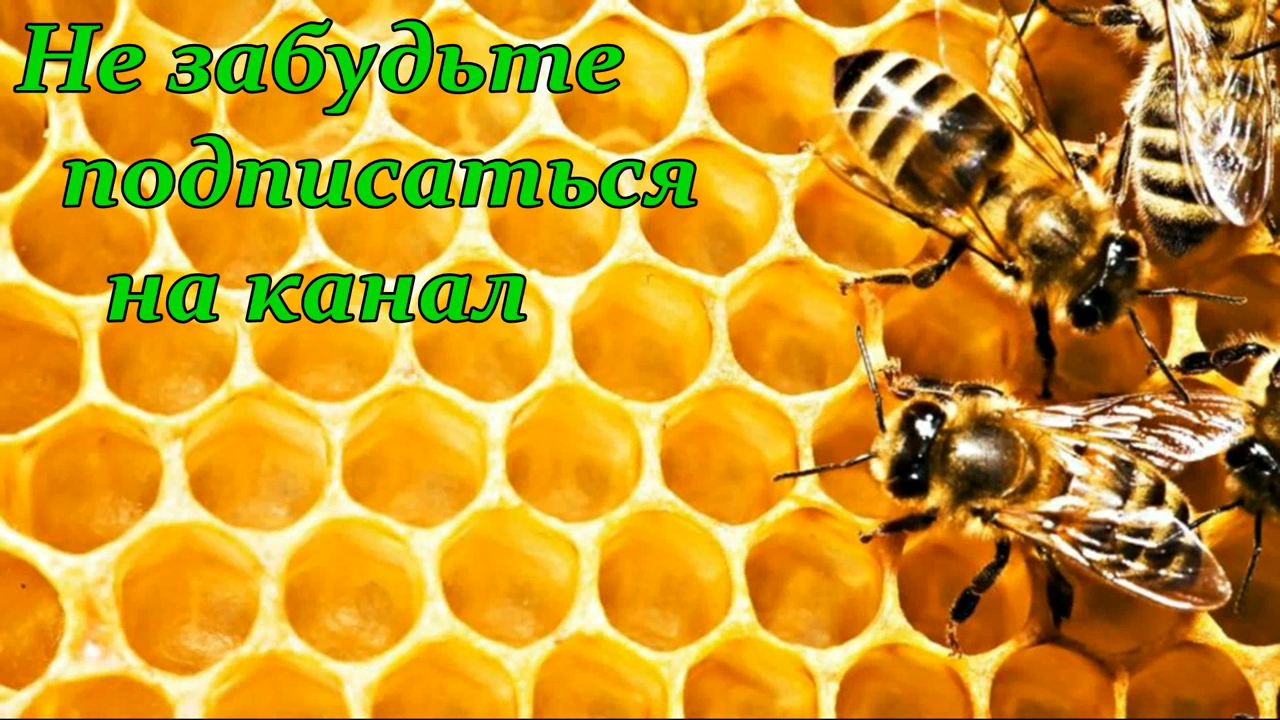 Не забудьте
подписаться
на канал